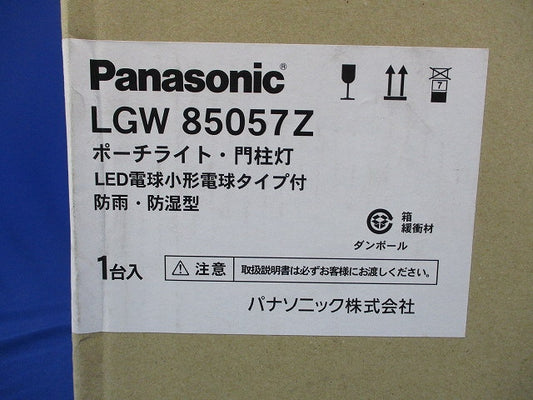 Panasonic®
LGW 85057Z
ポーチライト・門柱灯
LED電球小形電球タイプ付
防雨・防湿型
7
箱
緩衝材
ダンボール
1台入
注意
取扱説明書は必ずお客様にお渡しください。
パナソニック株式会社